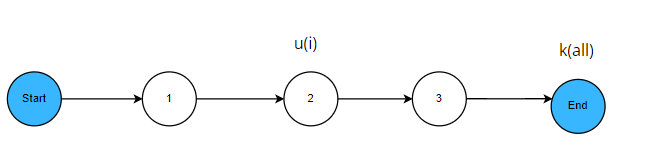 u(i)
k(all)
Start
1
2
3
End